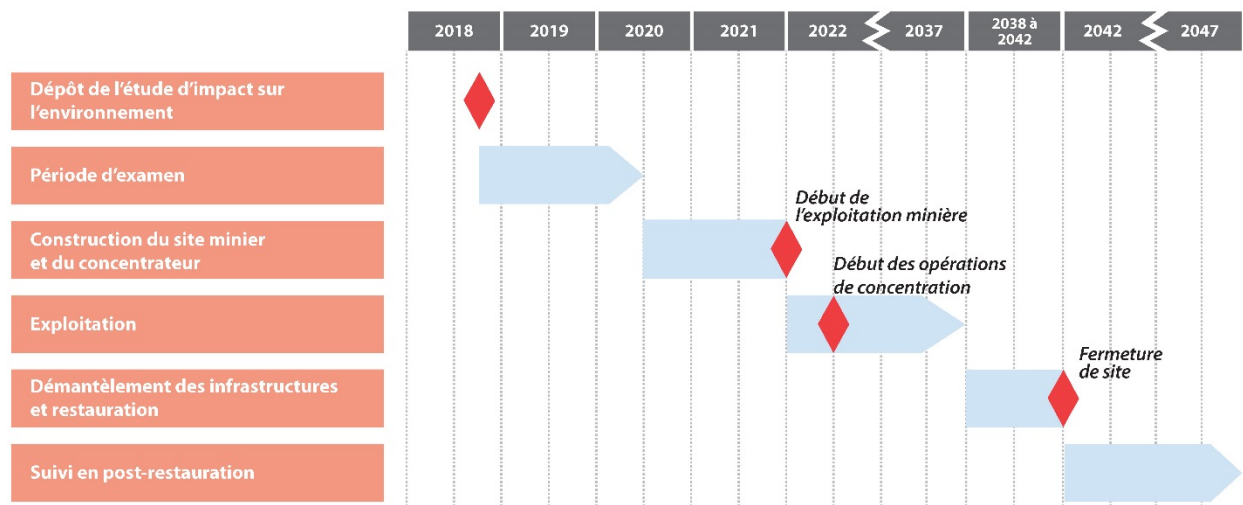 2018
2019
2020
2021
2022
2037
2038 à
2042
2042
2047
Dépôt de l'étude d'impact sur
l'environnement
Période d'examen
Début de
l'exploitation minière
Construction du site minier
et du concentrateur
Début des opérations
de concentration
Exploitation
Fermeture
de site
Démantèlement des infrastructures
et restauration
Suivi en post-restauration